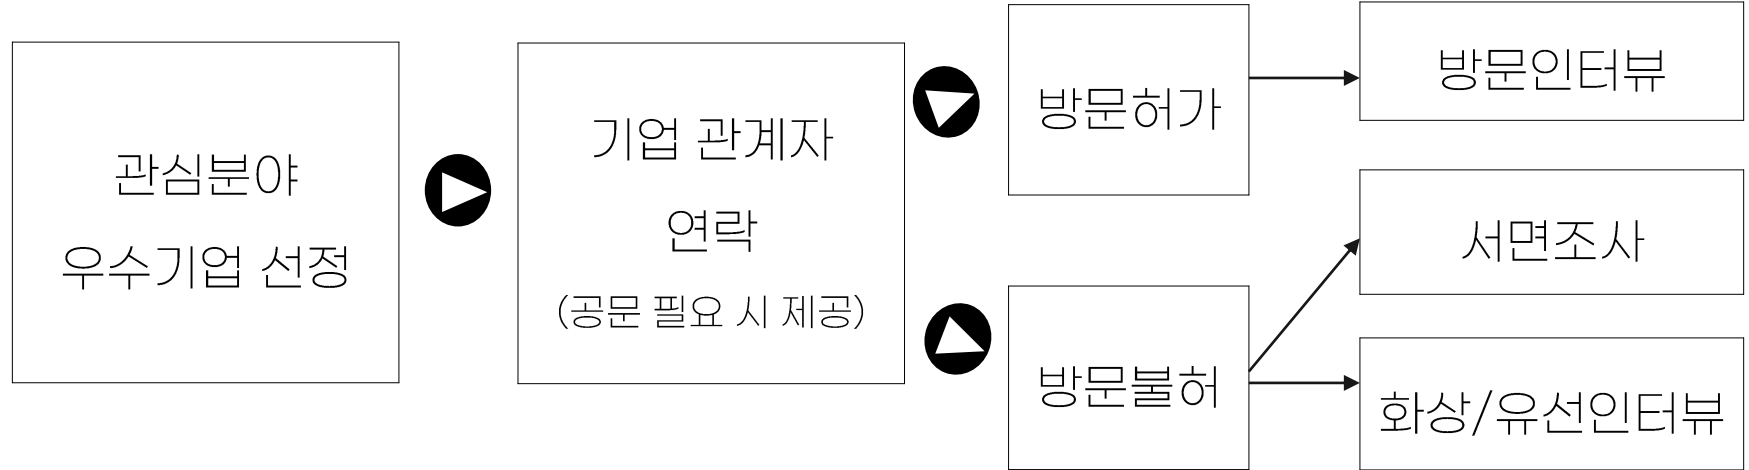 관심분야
우수기업 선정
기업 관계자
연락
(공문 필요 시 제공)
방문허가
방문인터뷰
방문불허
서면조사
화상/유선인터뷰